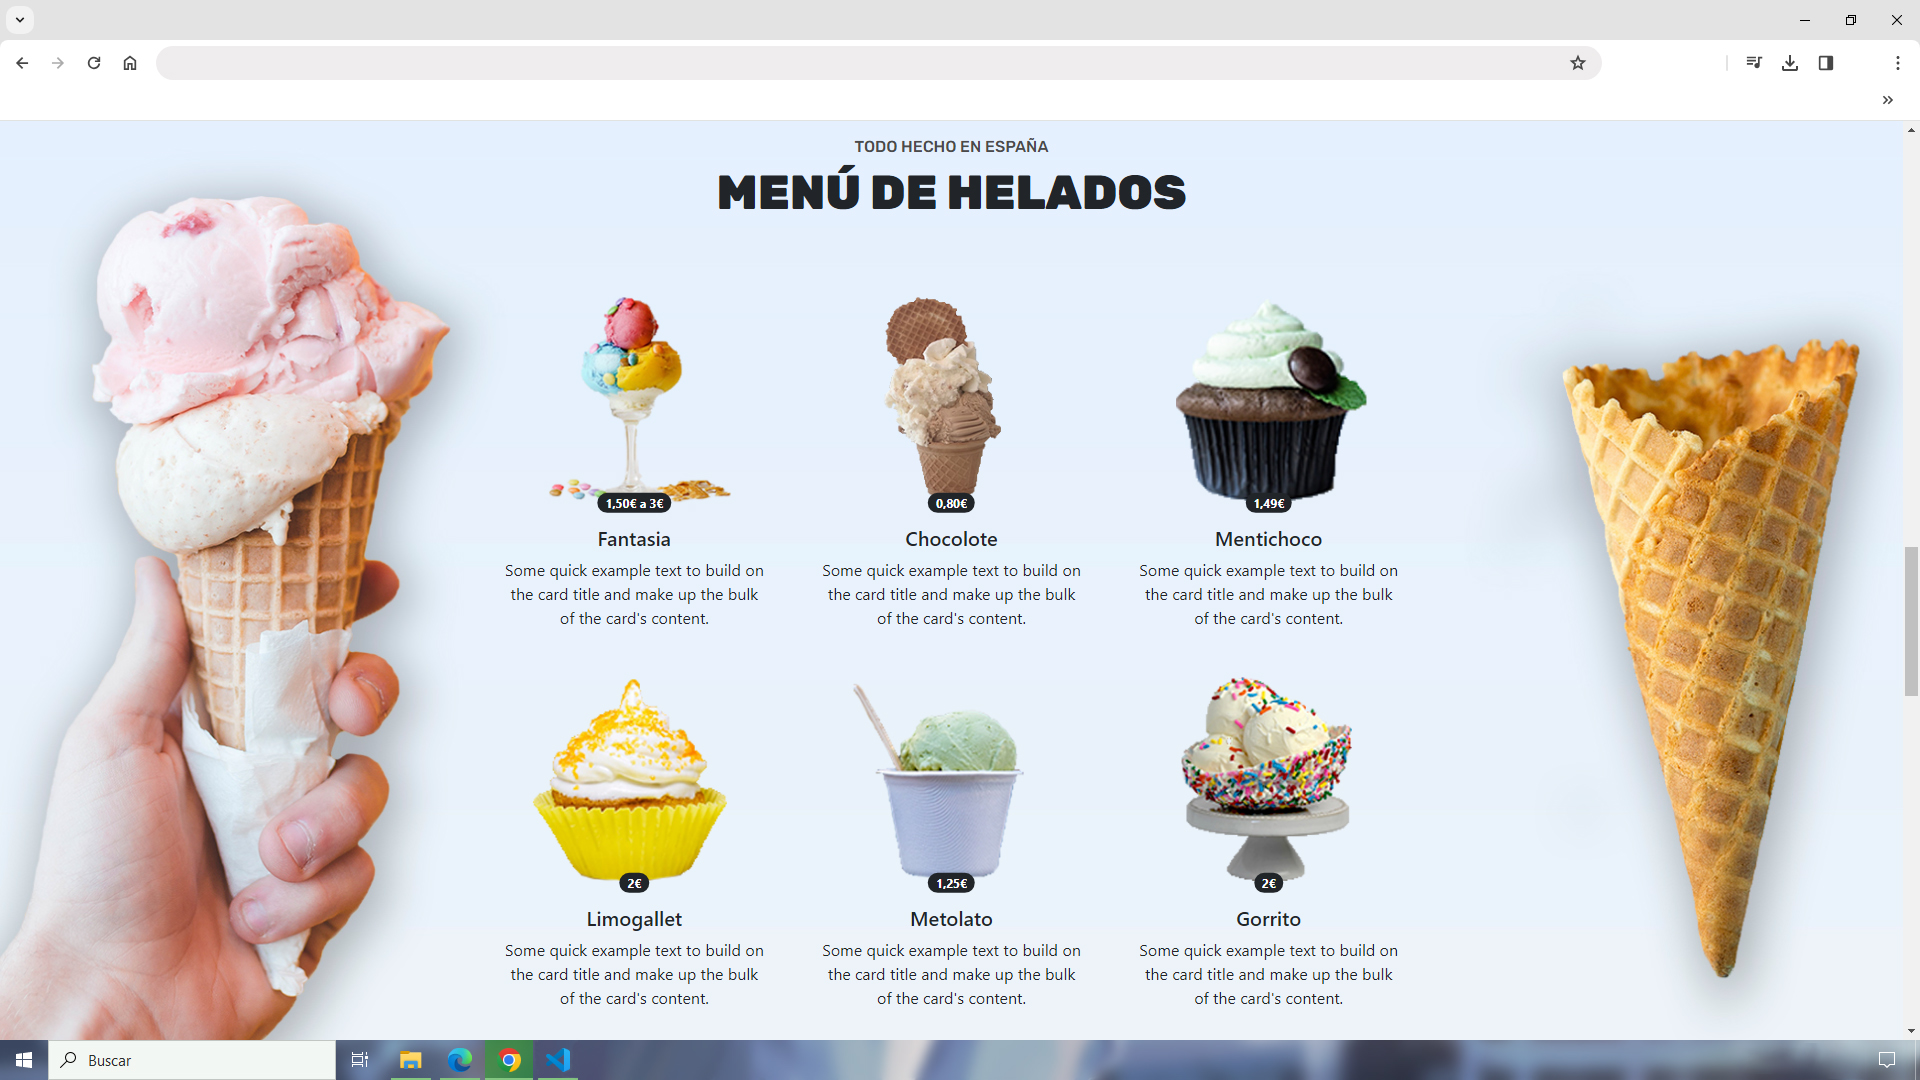 TODO HECHO EN ESPAÑA
MENÚ DE HELADOS
1,50€ a 3€
Fantasia
Some quick example text to build on
the card title and make up the bulk
of the card's content.
0,80€
Chocolote
Some quick example text to build on
the card title and make up the bulk
of the card's content.
1,49€
Mentichoco
Some quick example text to build on
the card title and make up the bulk
of the card's content.
2€
Limogallet
Some quick example text to build on
the card title and make up the bulk
of the card's content.
1,25€
Metolato
Some quick example text to build on
the card title and make up the bulk
of the card's content.
2€
Gorrito
Some quick example text to build on
the card title and make up the bulk
of the card's content.
Buscar